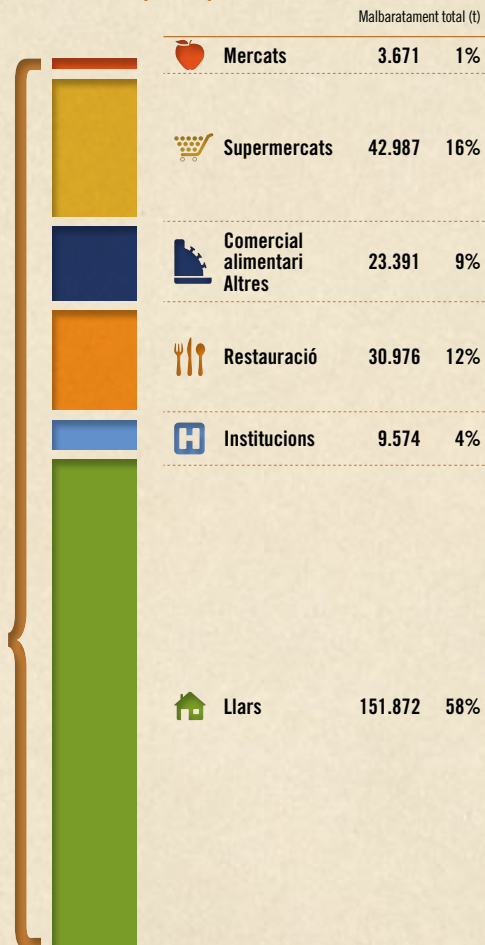 Malbaratament total (t)
Mercats 3.671 1%
Supermercats 42.987 16%
Comercial
alimentari 23.391 9%
Altres
Restauració 30.976 12%
H Institucions 9.574 4%
Llars 151.872 58%